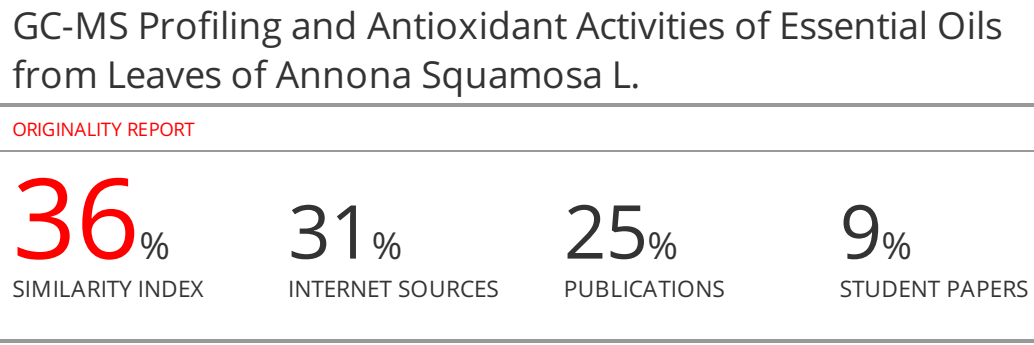 GC-MS Profiling and Antioxidant Activities of Essential Oils
from Leaves of Annona Squamosa L.
ORIGINALITY REPORT
36% 31% 25% 9%
SIMILARITY INDEX INTERNET SOURCES PUBLICATIONS STUDENT PAPERS